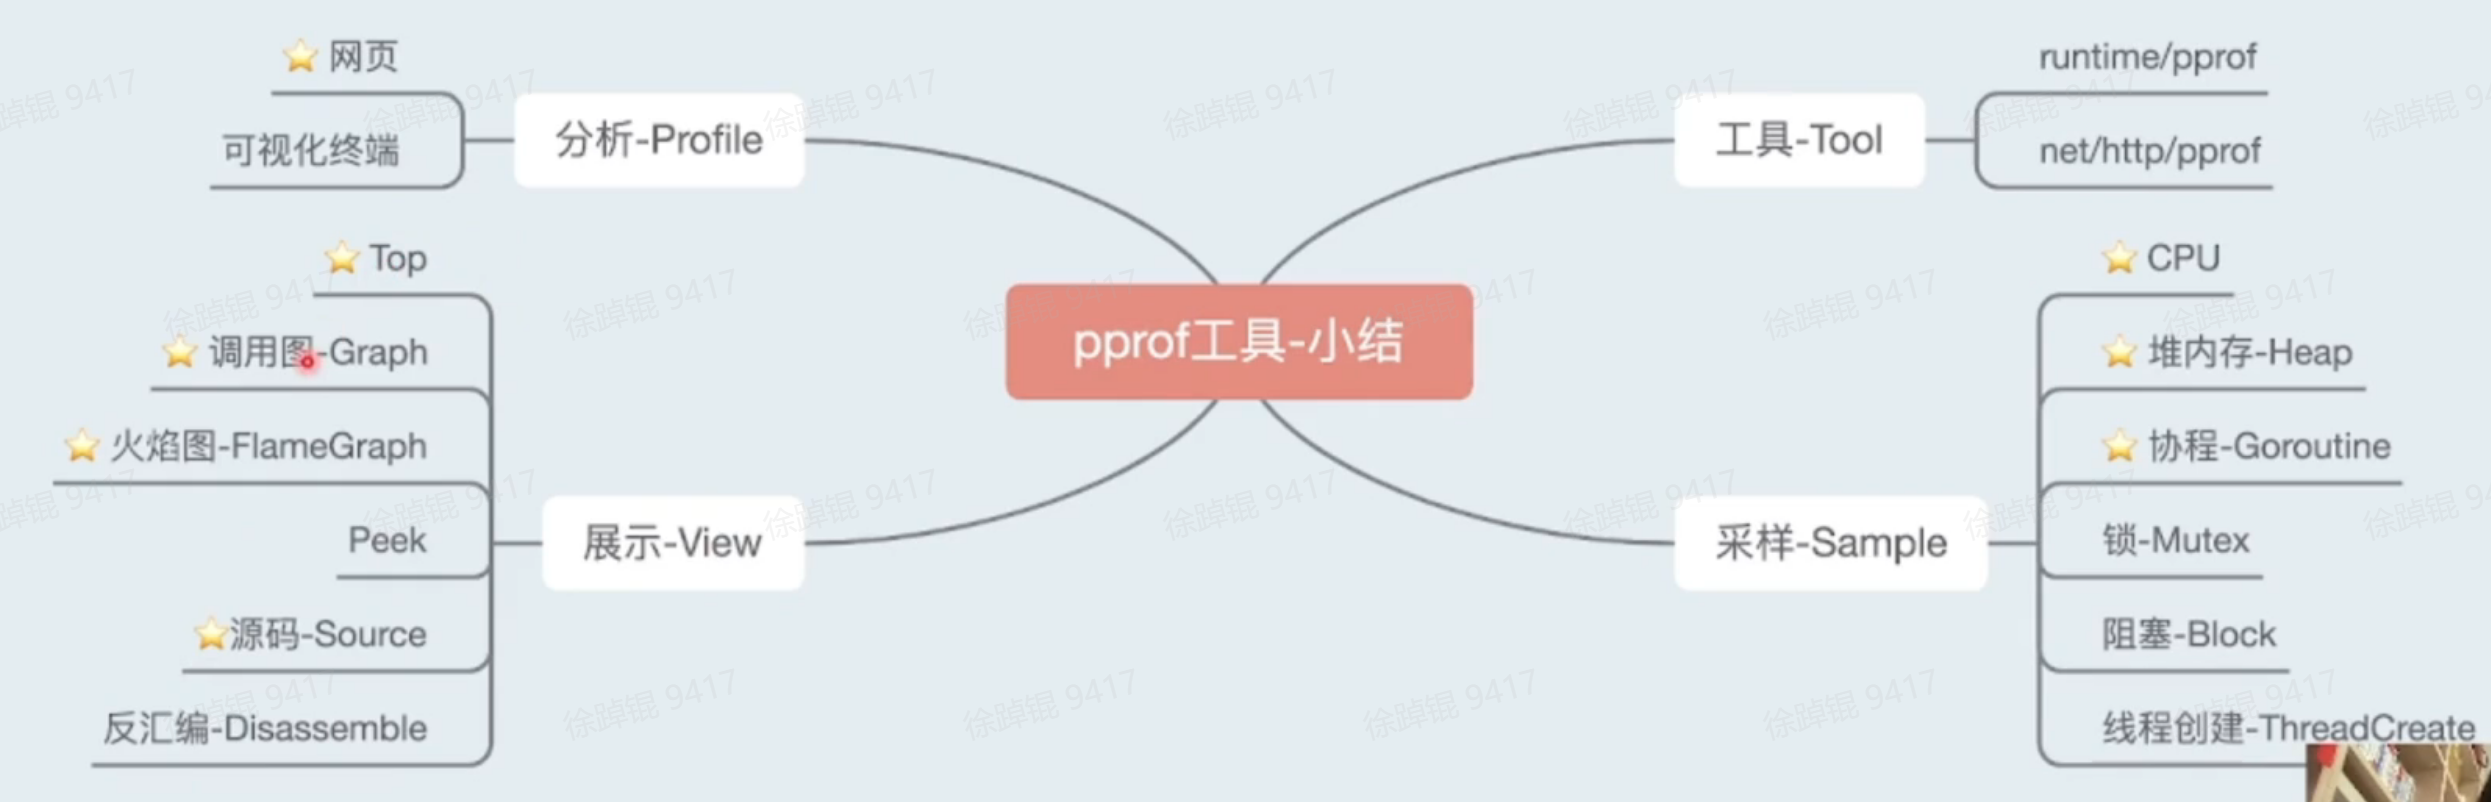 pprof工具-小结
分析-Profile
网页
可视化终端
工具-Tool
runtime/pprof
net/http/pprof
展示-View
Top
调用图-Graph
火焰图-FlameGraph
Peek
源码-Source
反汇编-Disassemble
采样-Sample
CPU
堆内存-Heap
协程-Goroutine
锁-Mutex
阻塞-Block
线程创建-ThreadCreate
徐踔锟 9417